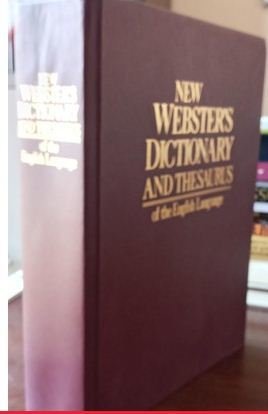 NEW
WEBSTER'S
DICTIONARY
AND THESAURUS
of the
English Language
NEW
WEBSTER'S
DICTIONARY
AND THESAURUS
of the English Language